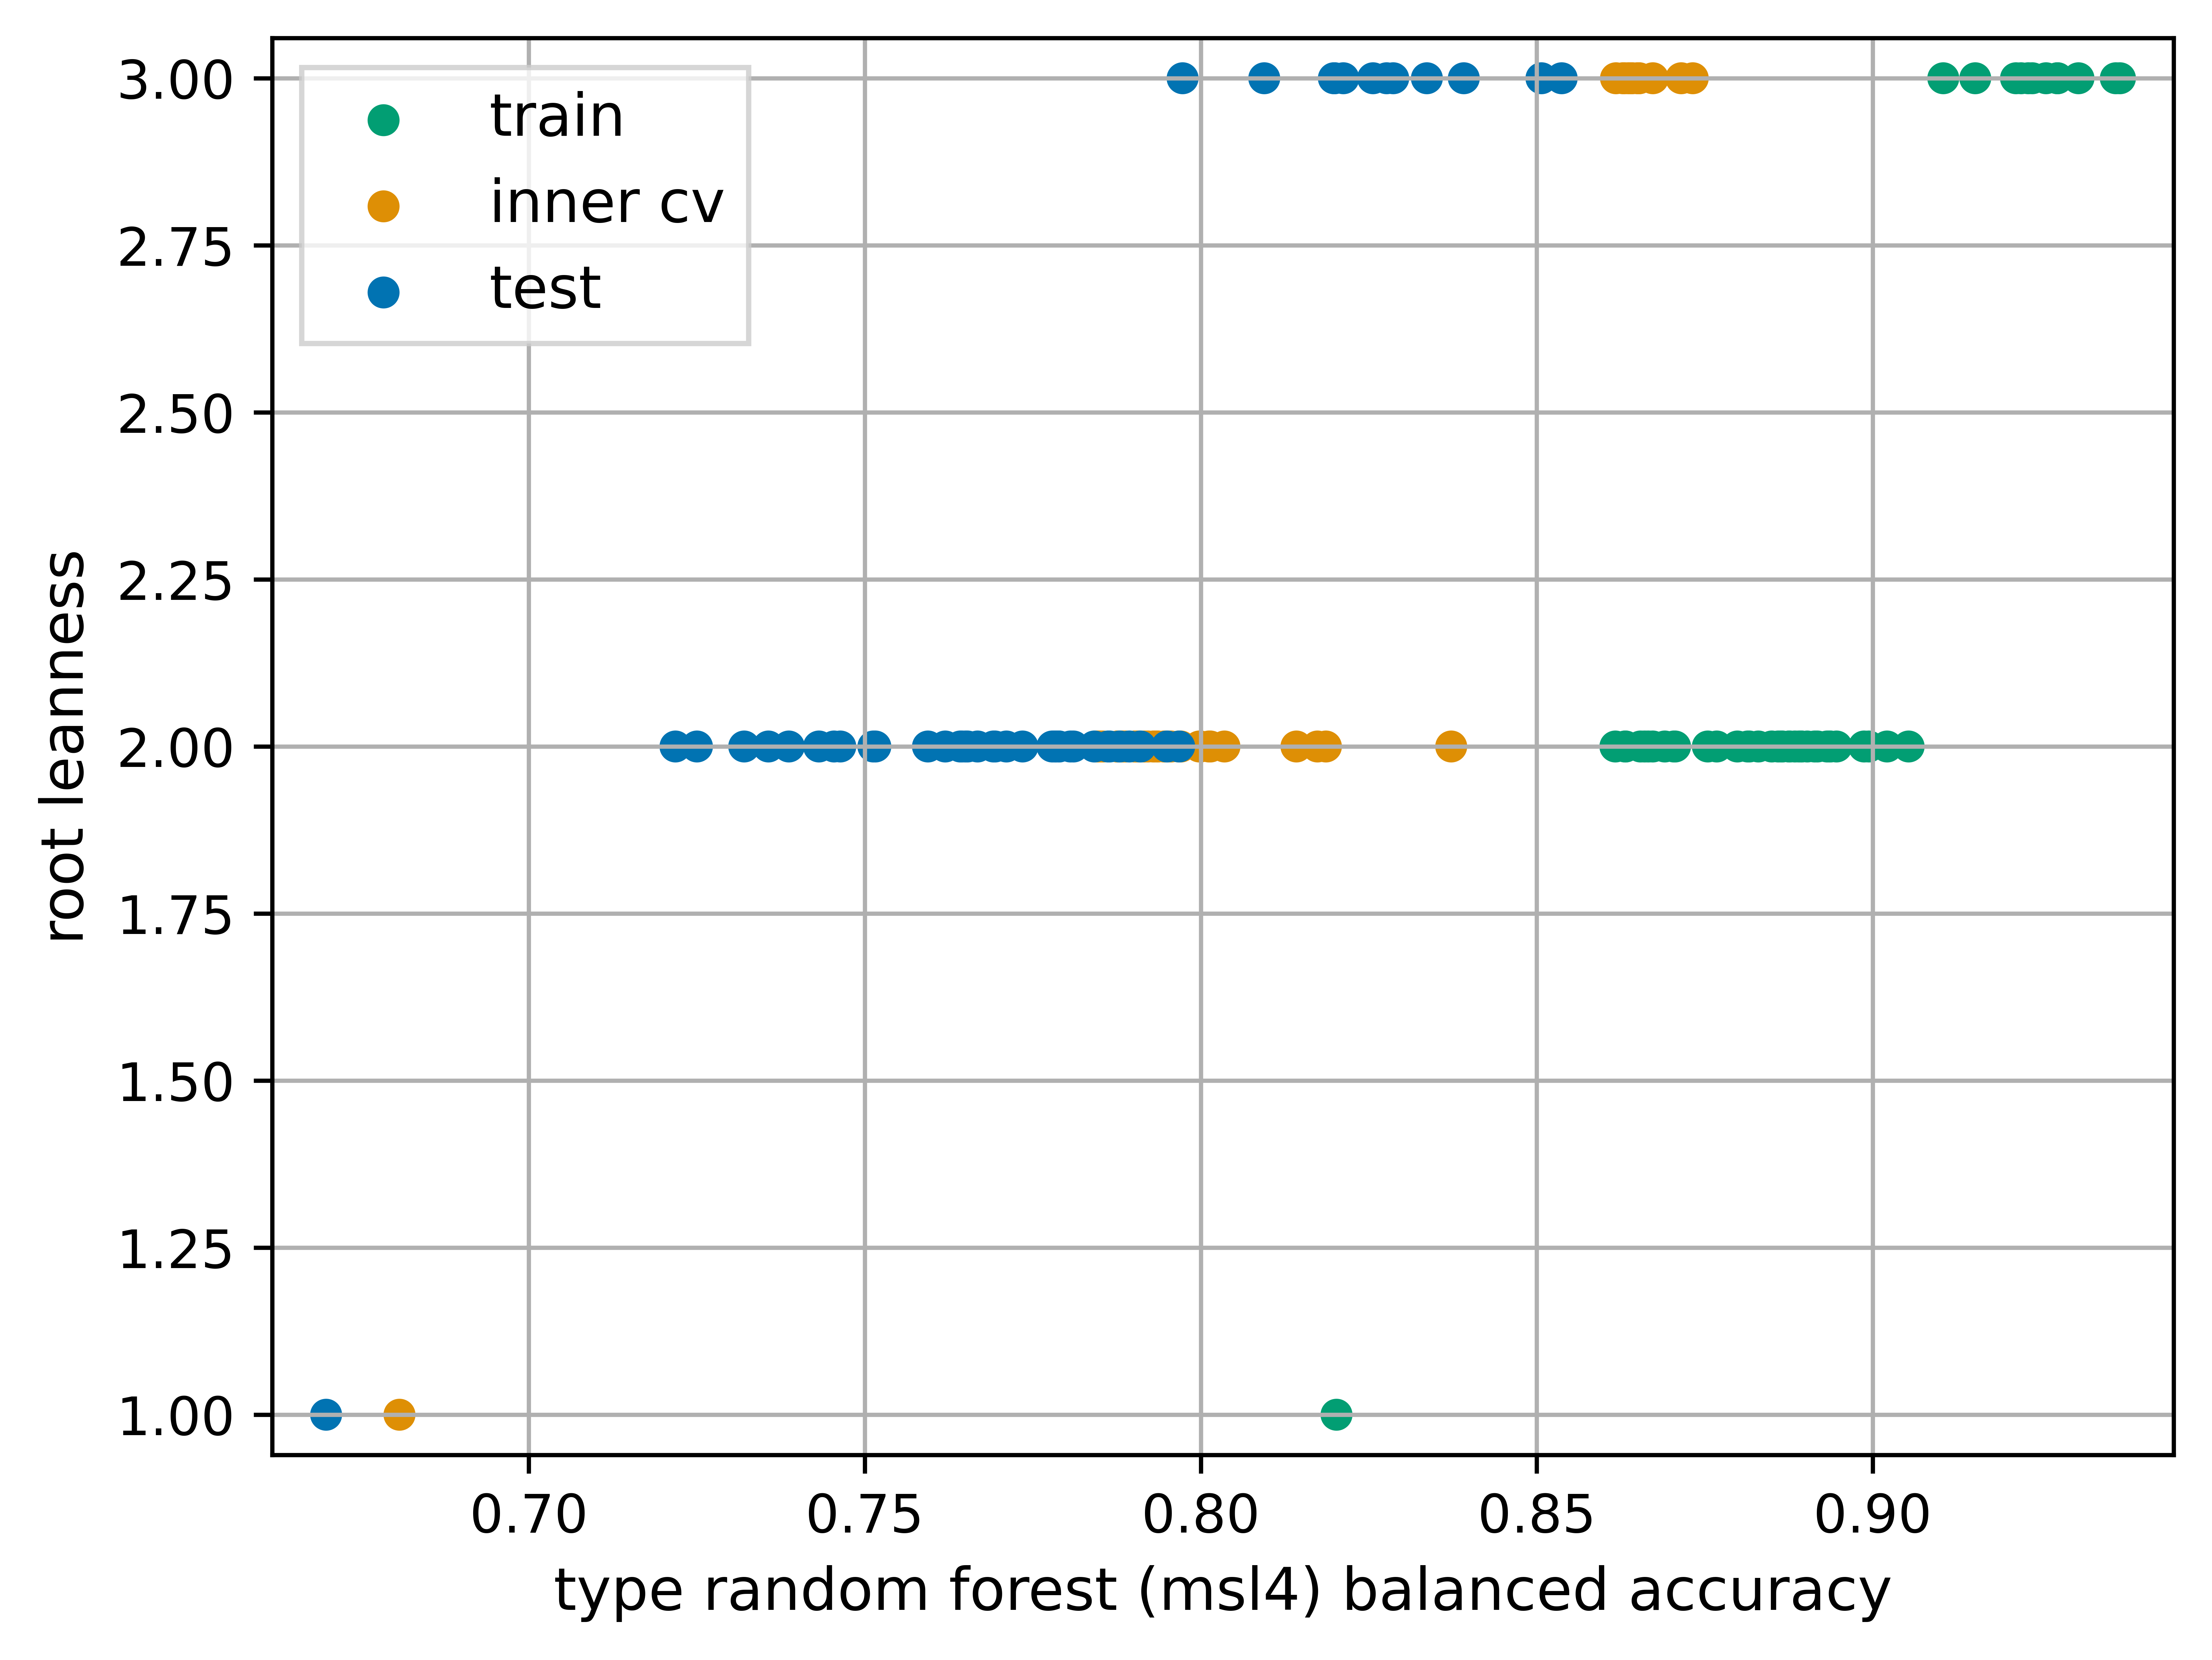 3.00
2.75
2.50
2.25
2.00
1.75
1.50
1.25
1.00
root leanness
train
inner cv
test
0.70 0.75 0.80 0.85 0.90
type random forest (msl4) balanced accuracy